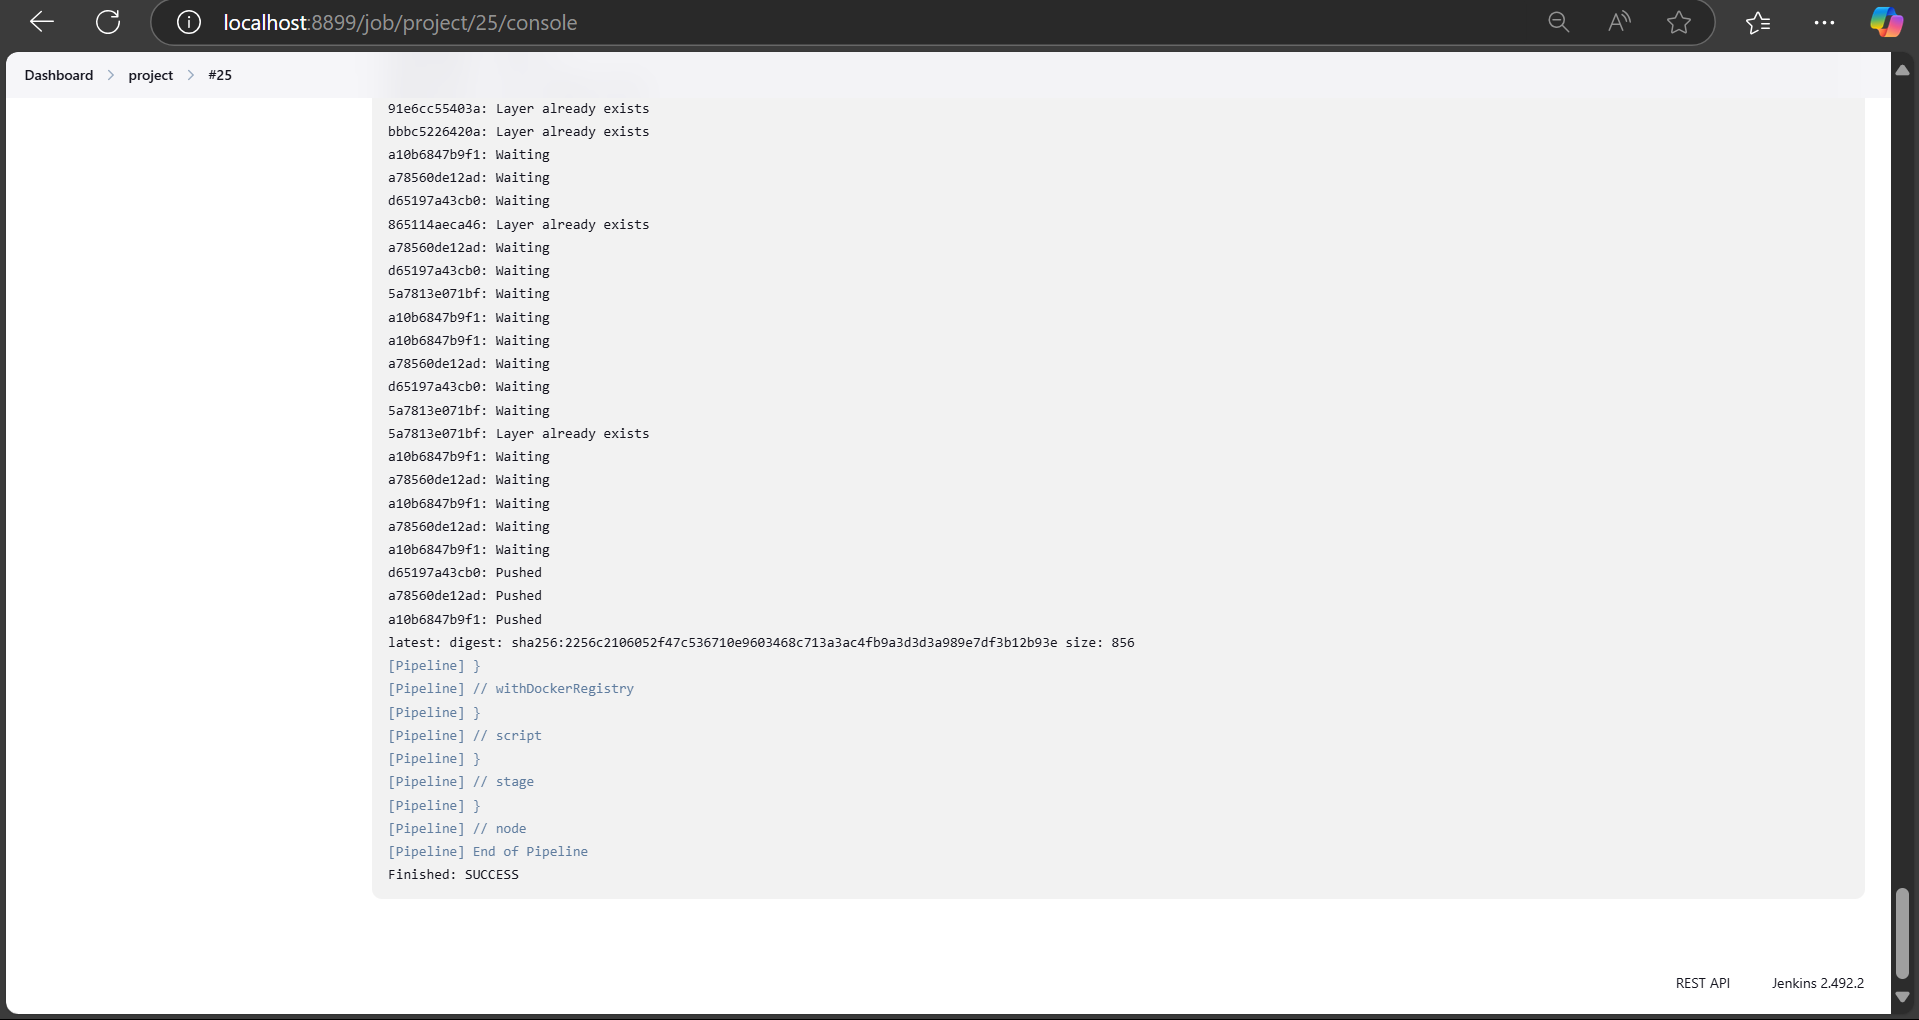 localhost:8899/job/project/25/console
Dashboard > project > #25
91e6cc55403a: Layer already exists
bbbc5226420a: Layer already exists
a10b6847b9f1: Waiting
a78560de12ad: Waiting
d65197a43cb0: Waiting
865114aeca46: Layer already exists
a78560de12ad: Waiting
d65197a43cb0: Waiting
5a7813e071bf: Waiting
a10b6847b9f1: Waiting
a10b6847b9f1: Waiting
a78560de12ad: Waiting
d65197a43cb0: Waiting
5a7813e071bf: Waiting
5a7813e071bf: Layer already exists
a10b6847b9f1: Waiting
a78560de12ad: Waiting
a10b6847b9f1: Waiting
a78560de12ad: Waiting
a10b6847b9f1: Waiting
d65197a43cb0: Pushed
a78560de12ad: Pushed
a10b6847b9f1: Pushed
latest: digest: sha256:2256c2106052f47c536710e9603468c713a3ac4fb9a3d3d3a989e7df3b12b93e size: 856
[Pipeline] }
[Pipeline] // withDockerRegistry
[Pipeline] }
[Pipeline] // script
[Pipeline] }
[Pipeline] // stage
[Pipeline] }
[Pipeline] // node
[Pipeline] End of Pipeline
Finished: SUCCESS
REST API Jenkins 2.492.2